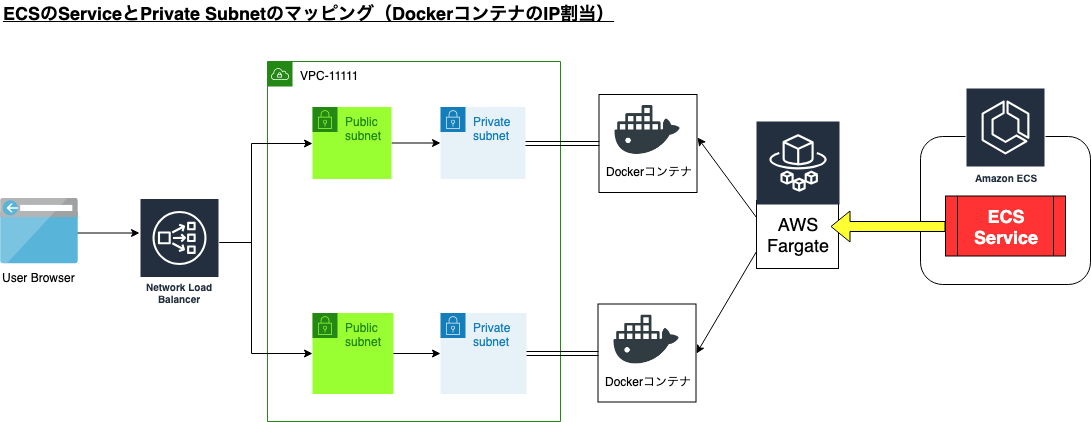 ECSのServiceとPrivate Subnetのマッピング（DockerコンテナのIP割当）
VPC-11111
Public
subnet
Private
subnet
Dockerコンテナ
Amazon ECS
ECS
Service
AWS
Fargate
User Browser
Network Load
Balancer
Public
subnet
Private
subnet
Dockerコンテナ